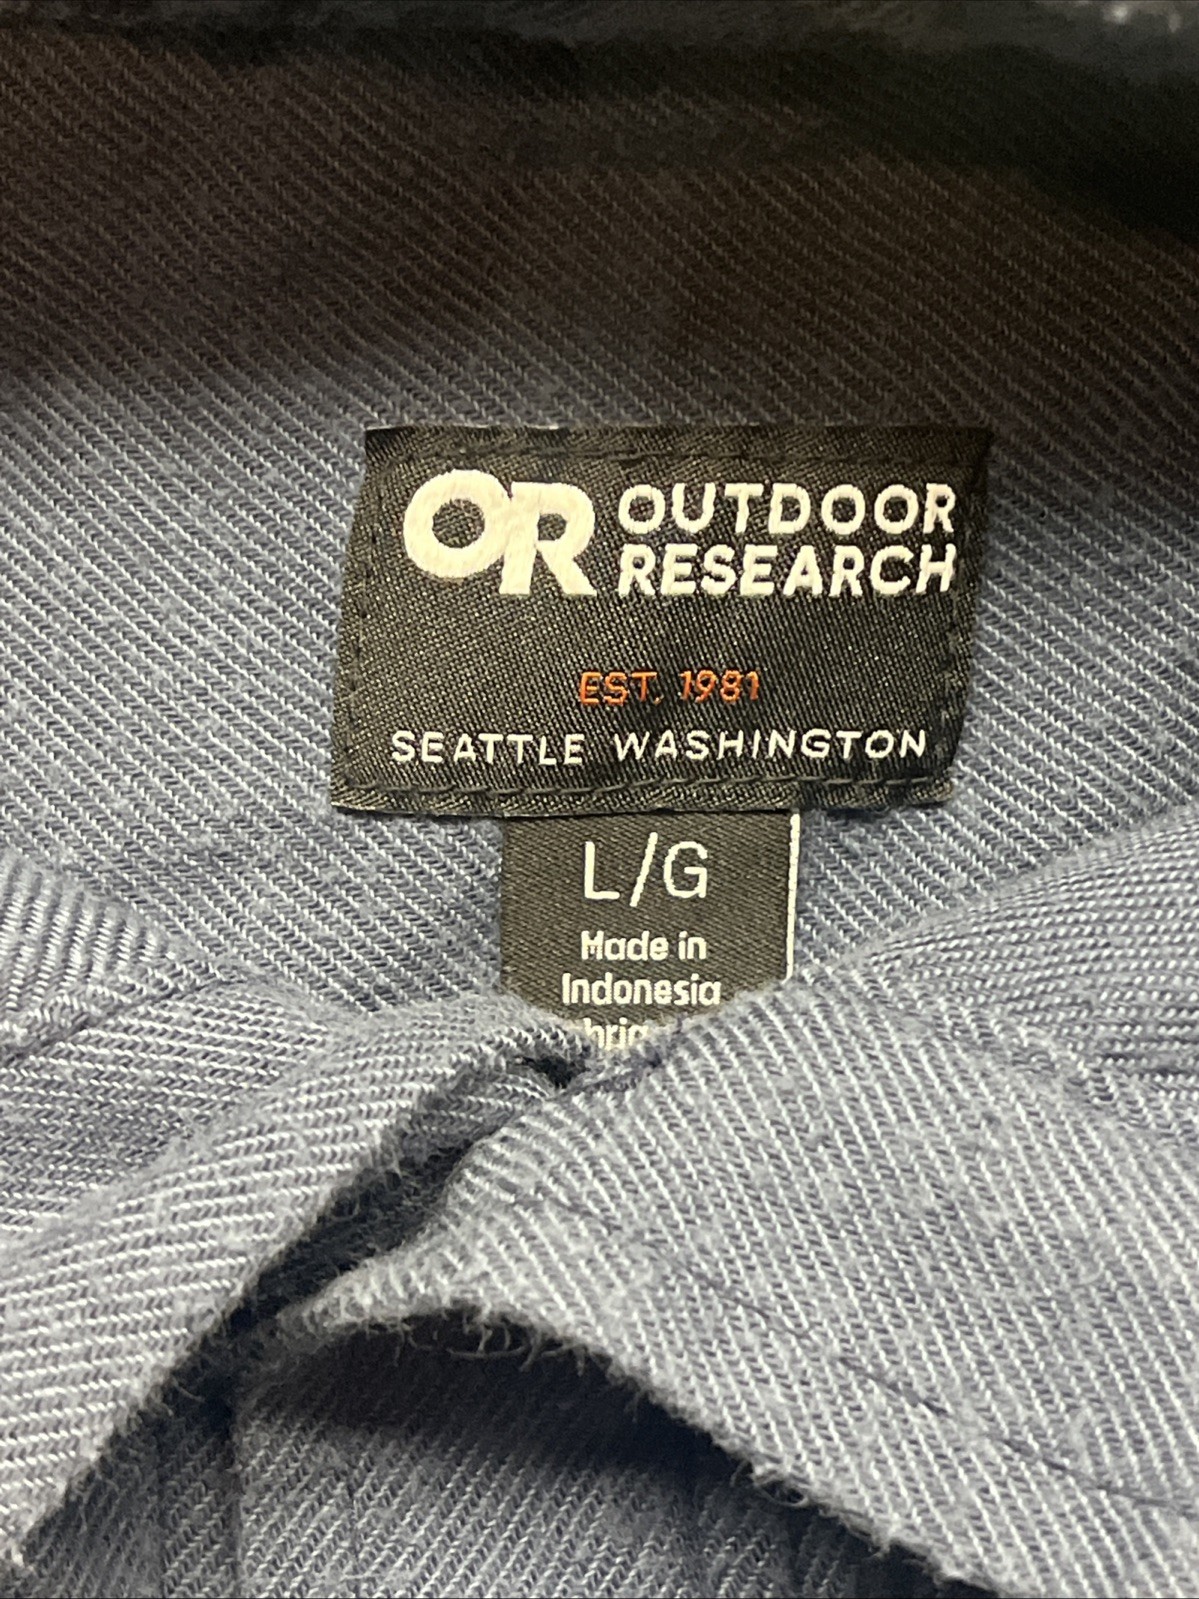 OR OUTDOOR
RESEARCH
EST. 1981
SEATTLE WASHINGTON
L/G
Made in
Indonesia